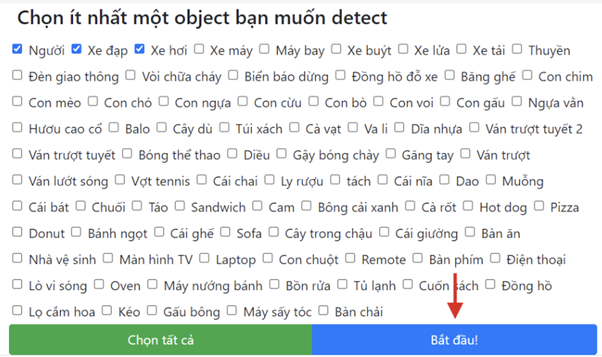 Chọn ít nhất một object bạn muốn detect
Người Xe đạp Xe hơi Xe máy Máy bay Xe buýt Xe lửa Xe tải Thuyền
Đèn giao thông Vòi chữa cháy Biển báo dừng Đồng hồ đỗ xe Băng ghế Con chim
Con mèo Con chó Con ngựa Con cừu Con bò Con voi Con gấu Ngựa vằn
Hươu cao cổ Balo Cây dù Túi xách Cà vạt Va li Dĩa nhựa Ván trượt tuyết 2
Ván trượt tuyết Bóng thể thao Diều Gậy bóng chày Găng tay Ván trượt
Ván lướt sóng Vợt tennis Cái chai Ly rượu tách Cái nĩa Dao Muỗng
Cái bát Chuối Táo Sandwich Cam Bông cải xanh Cà rốt Hot dog Pizza
Donut Bánh ngọt Cái ghế Sofa Cây trong chậu Cái giường Bàn ăn
Nhà vệ sinh Màn hình TV Laptop Con chuột Remote Bàn phím Điện thoại
Lò vi sóng Oven Máy nướng bánh Bồn rửa Tủ lạnh Cuốn sách Đồng hồ
Lọ cắm hoa Kéo Gấu bông Máy sấy tóc Bàn chải
Chọn tất cả Bắt đầu!